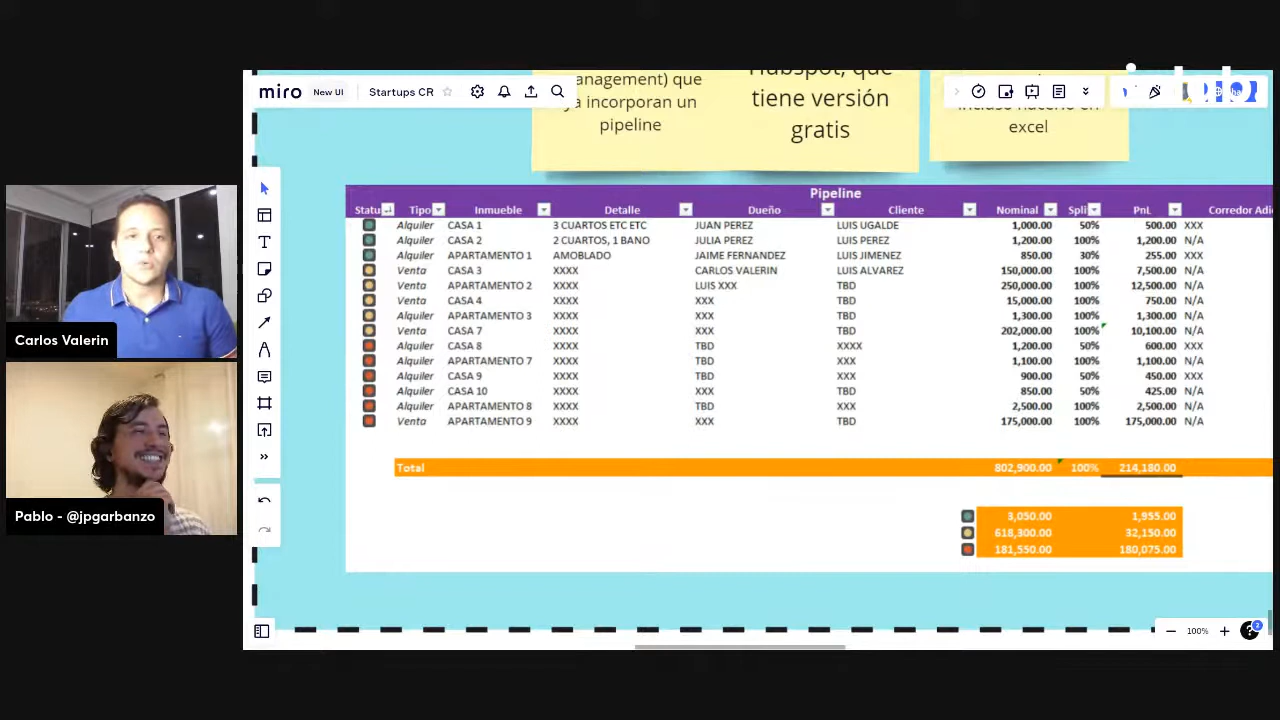 miro New UI Startups CR
anagement) que
ya incorporan un
pipeline
Hubspot, que
tiene versión
gratis
incluso hacerlo en
excel
Carlos Valerin
Pablo - @jpgarbanzo
Pipeline
Statu Tipo Inmueble Detalle Dueño Cliente Nominal Spli PnL Corredor Adi
Alquiler CASA 1 3 CUARTOS ETC ETC JUAN PEREZ LUIS UGALDE 1,000.00 50% 500.00 XXX
Alquiler CASA 2 2 CUARTOS, 1 BANO JULIA PEREZ LUIS PEREZ 1,200.00 100% 1,200.00 N/A
Alquiler APARTAMENTO 1 AMOBLADO JAIME FERNANDEZ LUIS JIMENEZ 850.00 30% 255.00 XXX
Venta CASA 3 XXXX CARLOS VALERIN LUIS ALVAREZ 150,000.00 100% 7,500.00 N/A
Venta APARTAMENTO 2 XXXX LUIS XXX TBD 250,000.00 100% 12,500.00 N/A
Venta CASA 4 XXXX XXX TBD 15,000.00 100% 750.00 N/A
Alquiler APARTAMENTO 3 XXXX XXX TBD 1,300.00 100% 1,300.00 N/A
Venta CASA 7 XXXX XXX TBD 202,000.00 100% 10,100.00 N/A
Alquiler CASA 8 XXXX TBD XXXX 1,200.00 50% 600.00 XXX
Alquiler APARTAMENTO 7 XXXX TBD XXX 1,100.00 100% 1,100.00 N/A
Alquiler CASA 9 XXXX TBD XXX 900.00 50% 450.00 XXX
Alquiler CASA 10 XXXX XXX TBD 850.00 50% 425.00 N/A
Alquiler APARTAMENTO 8 XXXX TBD XXX 2,500.00 100% 2,500.00 N/A
Venta APARTAMENTO 9 XXXX XXX TBD 175,000.00 100% 175,000.00 N/A
Total 802,900.00 100% 214,180.00
3,050.00 1,955.00
618,300.00 32,150.00
181,550.00 180,075.00
100% 2